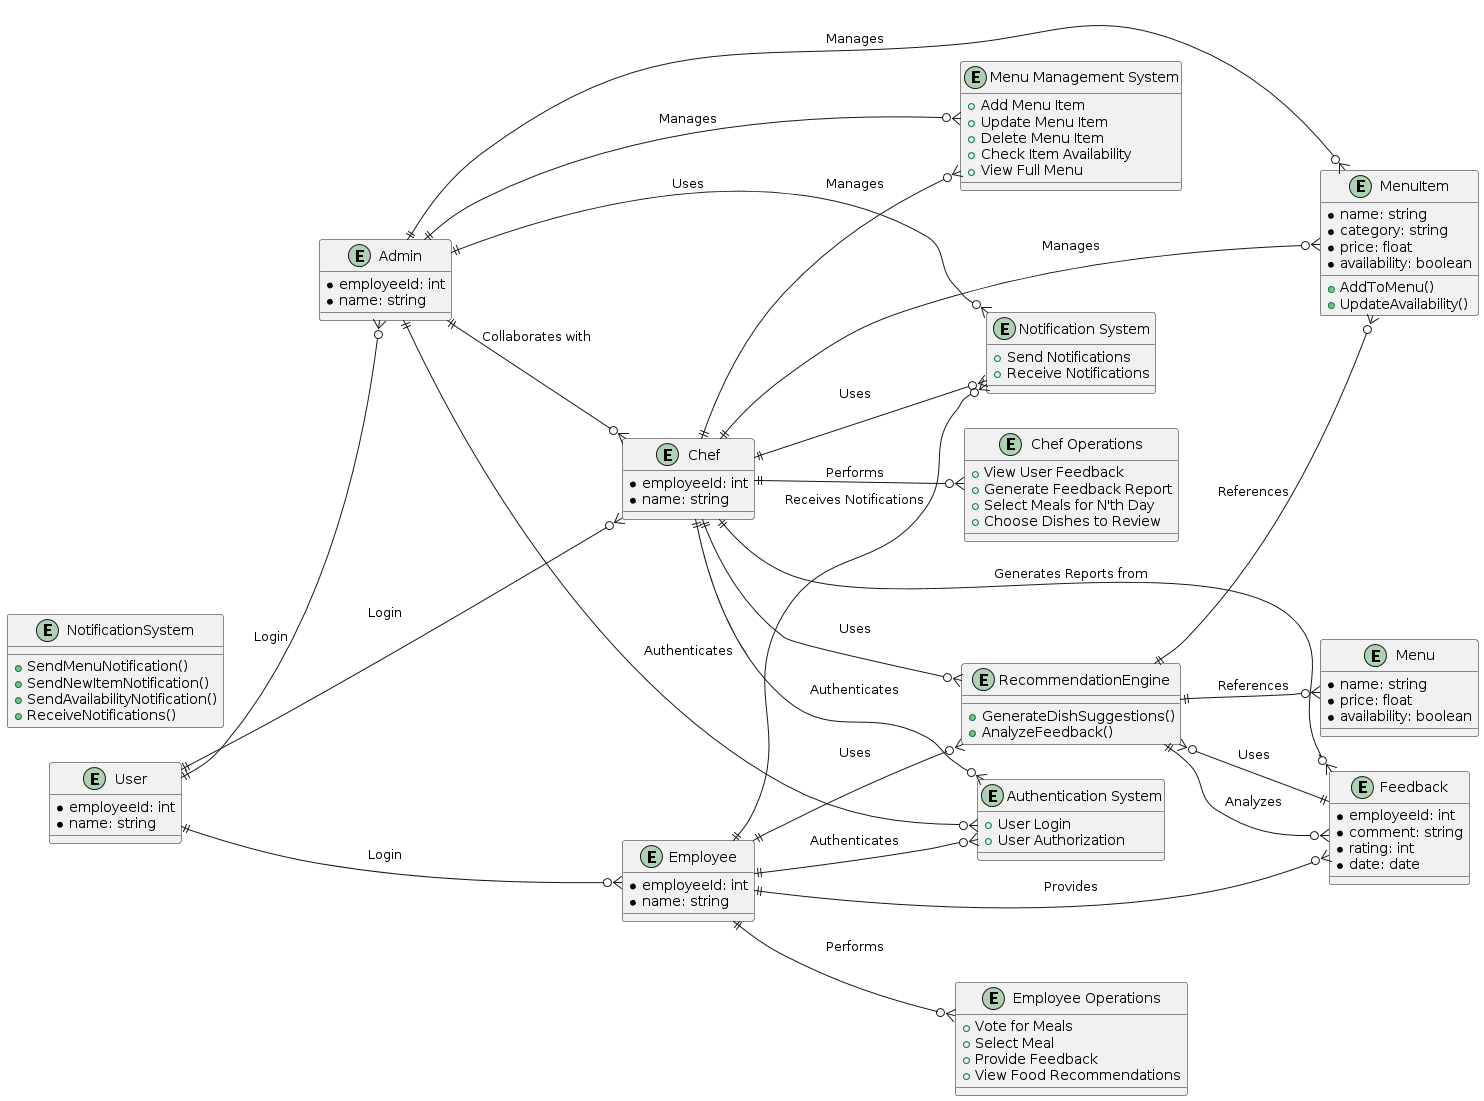 Manages
E Menu Management System
Add Menu Item
Update Menu Item
Delete Menu Item
Check Item Availability
View Full Menu
Manages
Uses
Manages
E MenuItem
name: string
category: string
price: float
availability: boolean
AddToMenu()
UpdateAvailability()
Manages
E Admin
employeeId: int
name: string
Collaborates with
E Notification System
Send Notifications
Receive Notifications
Uses
E Chef
employeeId: int
name: string
Performs
Receives Notifications
E Chef Operations
View User Feedback
Generate Feedback Report
Select Meals for N'th Day
Choose Dishes to Review
References
Generates Reports from
E NotificationSystem
SendMenuNotification()
SendNewItemNotification()
SendAvailabilityNotification()
ReceiveNotifications()
Login
Login
Uses
Authenticates
Authenticates
E RecommendationEngine
GenerateDishSuggestions()
AnalyzeFeedback()
References
E Menu
name: string
price: float
availability: boolean
Uses
Uses
Analyzes
E User
employeeId: int
name: string
E Authentication System
User Login
User Authorization
E Feedback
employeeId: int
comment: string
rating: int
date: date
Login
E Employee
employeeId: int
name: string
Authenticates
Provides
Performs
E Employee Operations
Vote for Meals
Select Meal
Provide Feedback
View Food Recommendations